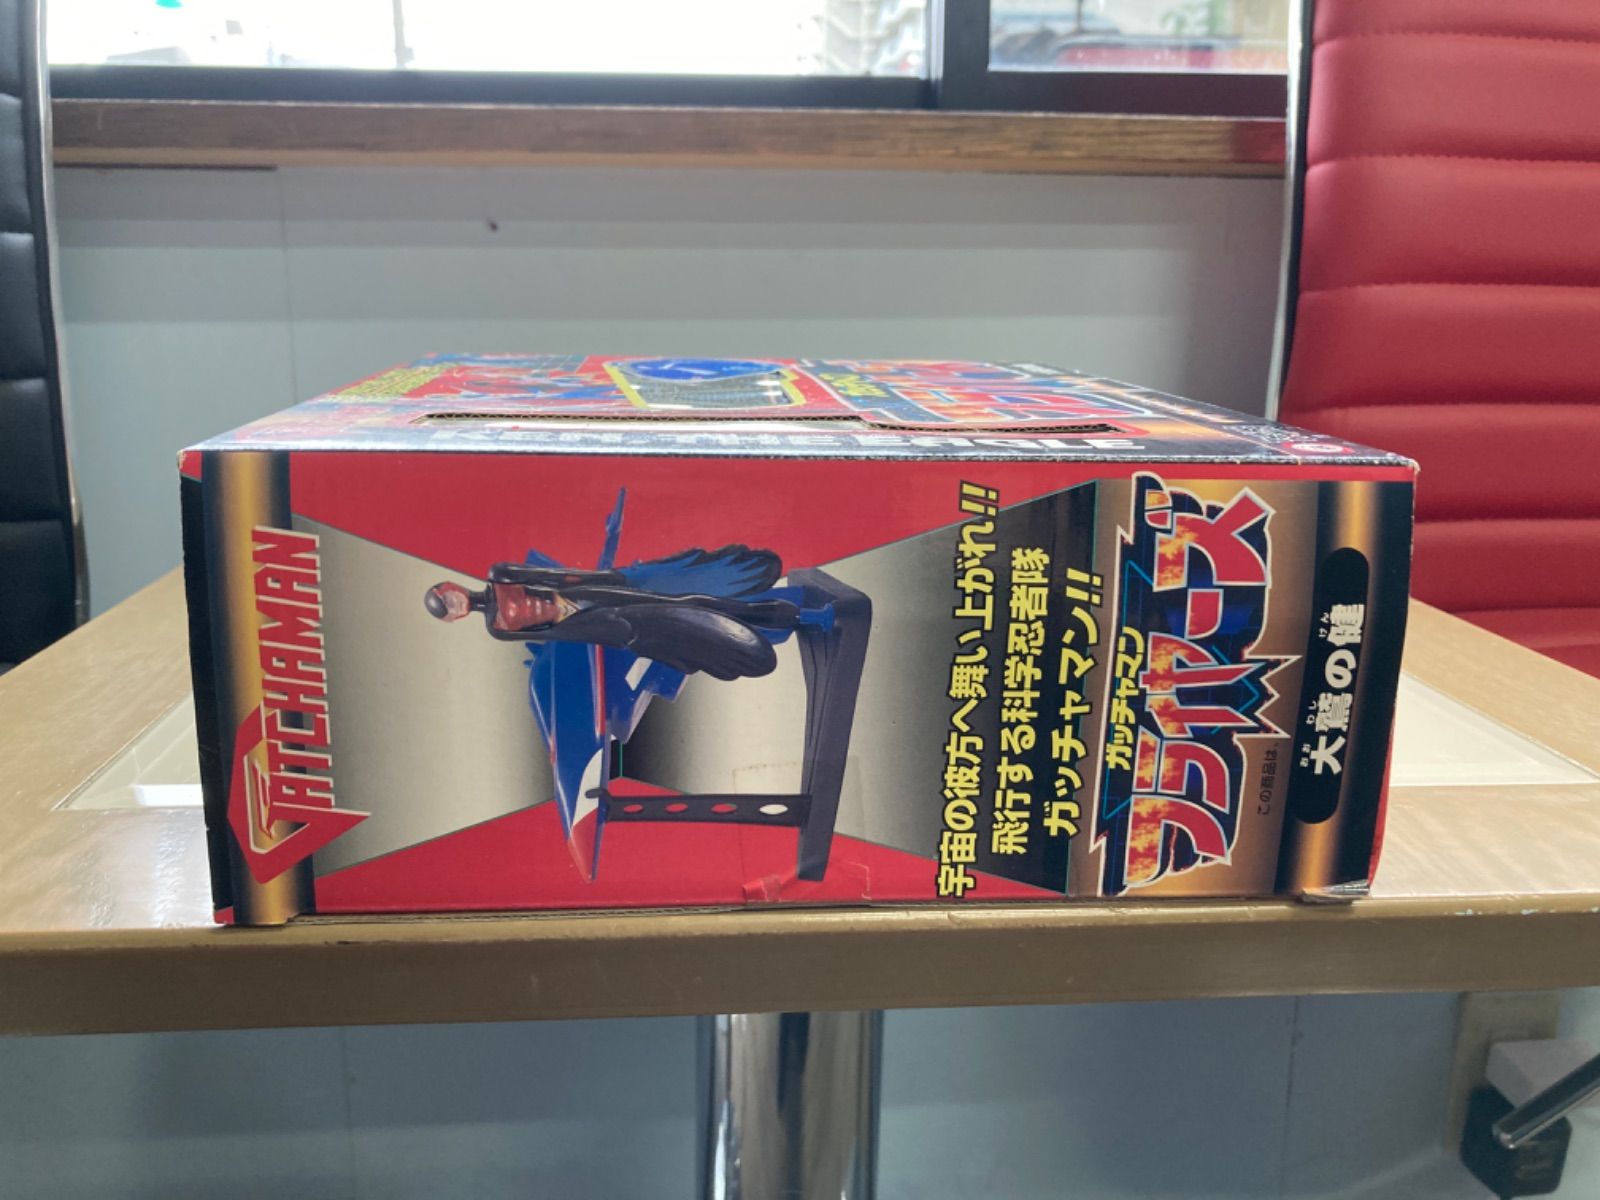 GATCHAMAN
宇宙の彼方へ舞い上がれ!!
飛行する科学忍者隊
ガッチャマン!!
ガッチャマン
フライヤーズ
この商品は、
おお わし けん
大鷲の健
KEN THE EAGLE